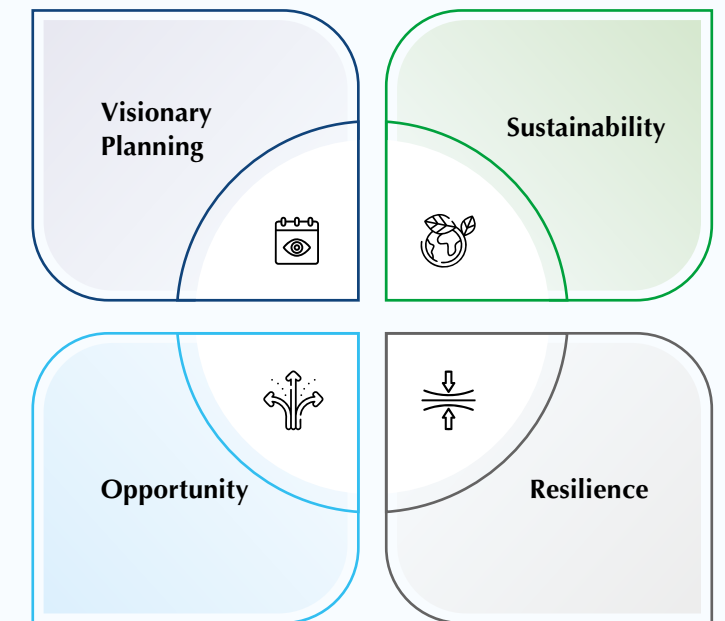 Visionary
Planning
Sustainability
Opportunity
Resilience